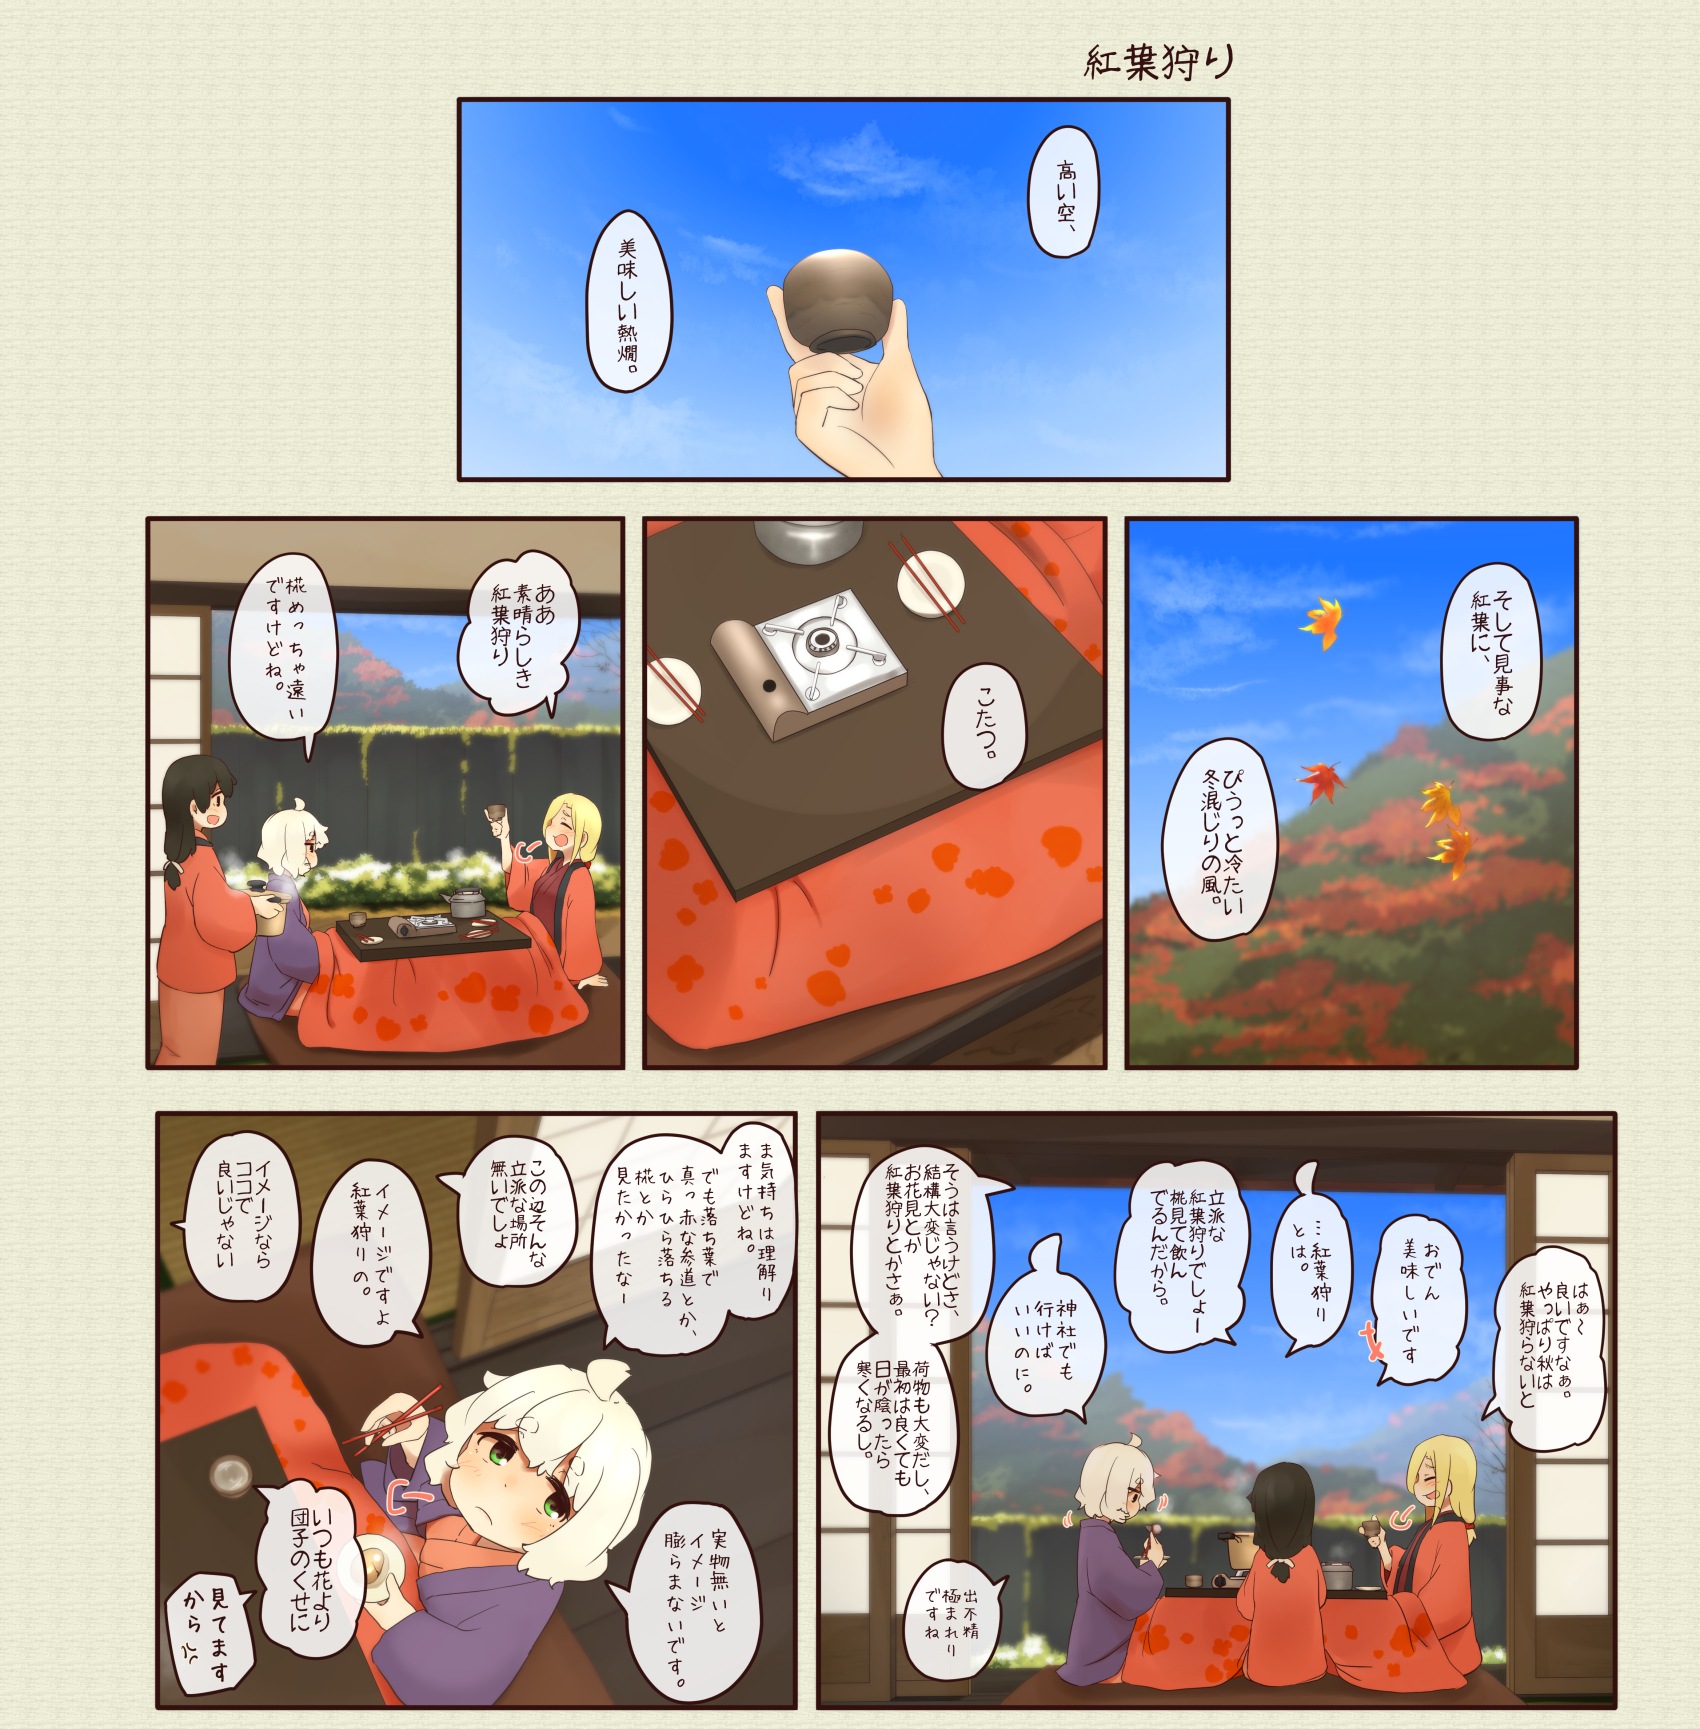 紅葉狩り
高い空、
美味しい熱燗。
そして見事な
紅葉に、
ぴうっと冷たい
冬混じりの風。
こたつ。
ああ
素晴らしき
紅葉狩り
椛めっちゃ遠い
ですけどね。
はぁ～
良いですなぁ。
やっぱり秋は
紅葉狩らないと
おでん
美味しいです
…紅葉狩り
とは。
立派な
紅葉狩りでしょー
椛見て飲ん
でるんだから。
神社でも
行けば
いいのに。
そうは言うけどさ、
結構大変じゃない?
お花見とか
紅葉狩りとかさぁ。
荷物も大変だし、
最初は良くても
日が陰ったら
寒くなるし。
出不精
極まれり
ですね
ま気持ちは理解り
ますけどね。
でも落ち葉で
真っ赤な参道とか、
ひらひら落ちる
椛とか
見たかったなー
この辺そんな
立派な場所
無いでしょ
イメージですよ
紅葉狩りの。
イメージなら
ココで
良いじゃない
実物無いと
イメージ
膨らまないです。
いつも花より
団子のくせに
見てます
から